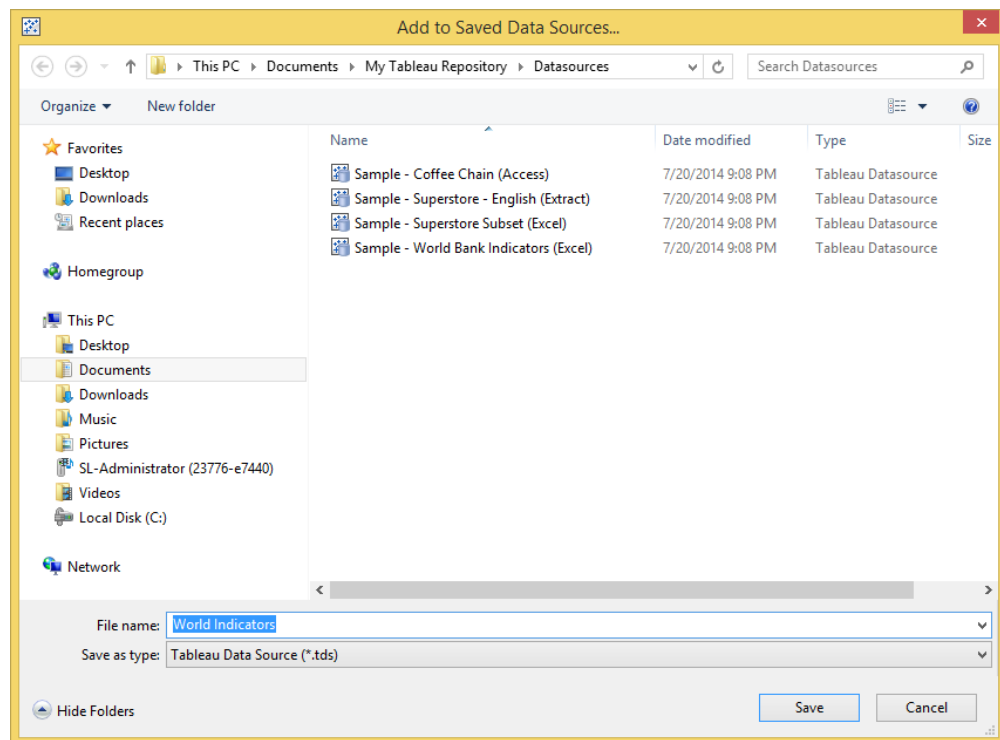 Add to Saved Data Sources...
This PC Documents My Tableau Repository Datasources Search Datasources
Organize New folder
Name Date modified Type Size
Favorites
Desktop
Downloads
Recent places
Homegroup
This PC
Desktop
Documents
Downloads
Music
Pictures
SL-Administrator (23776-e7440)
Videos
Local Disk (C:)
Network
Sample - Coffee Chain (Access) 7/20/2014 9:08 PM Tableau Datasource
Sample - Superstore - English (Extract) 7/20/2014 9:08 PM Tableau Datasource
Sample - Superstore Subset (Excel) 7/20/2014 9:08 PM Tableau Datasource
Sample - World Bank Indicators (Excel) 7/20/2014 9:08 PM Tableau Datasource
File name: World Indicators
Save as type: Tableau Data Source (*.tds)
Hide Folders Save Cancel